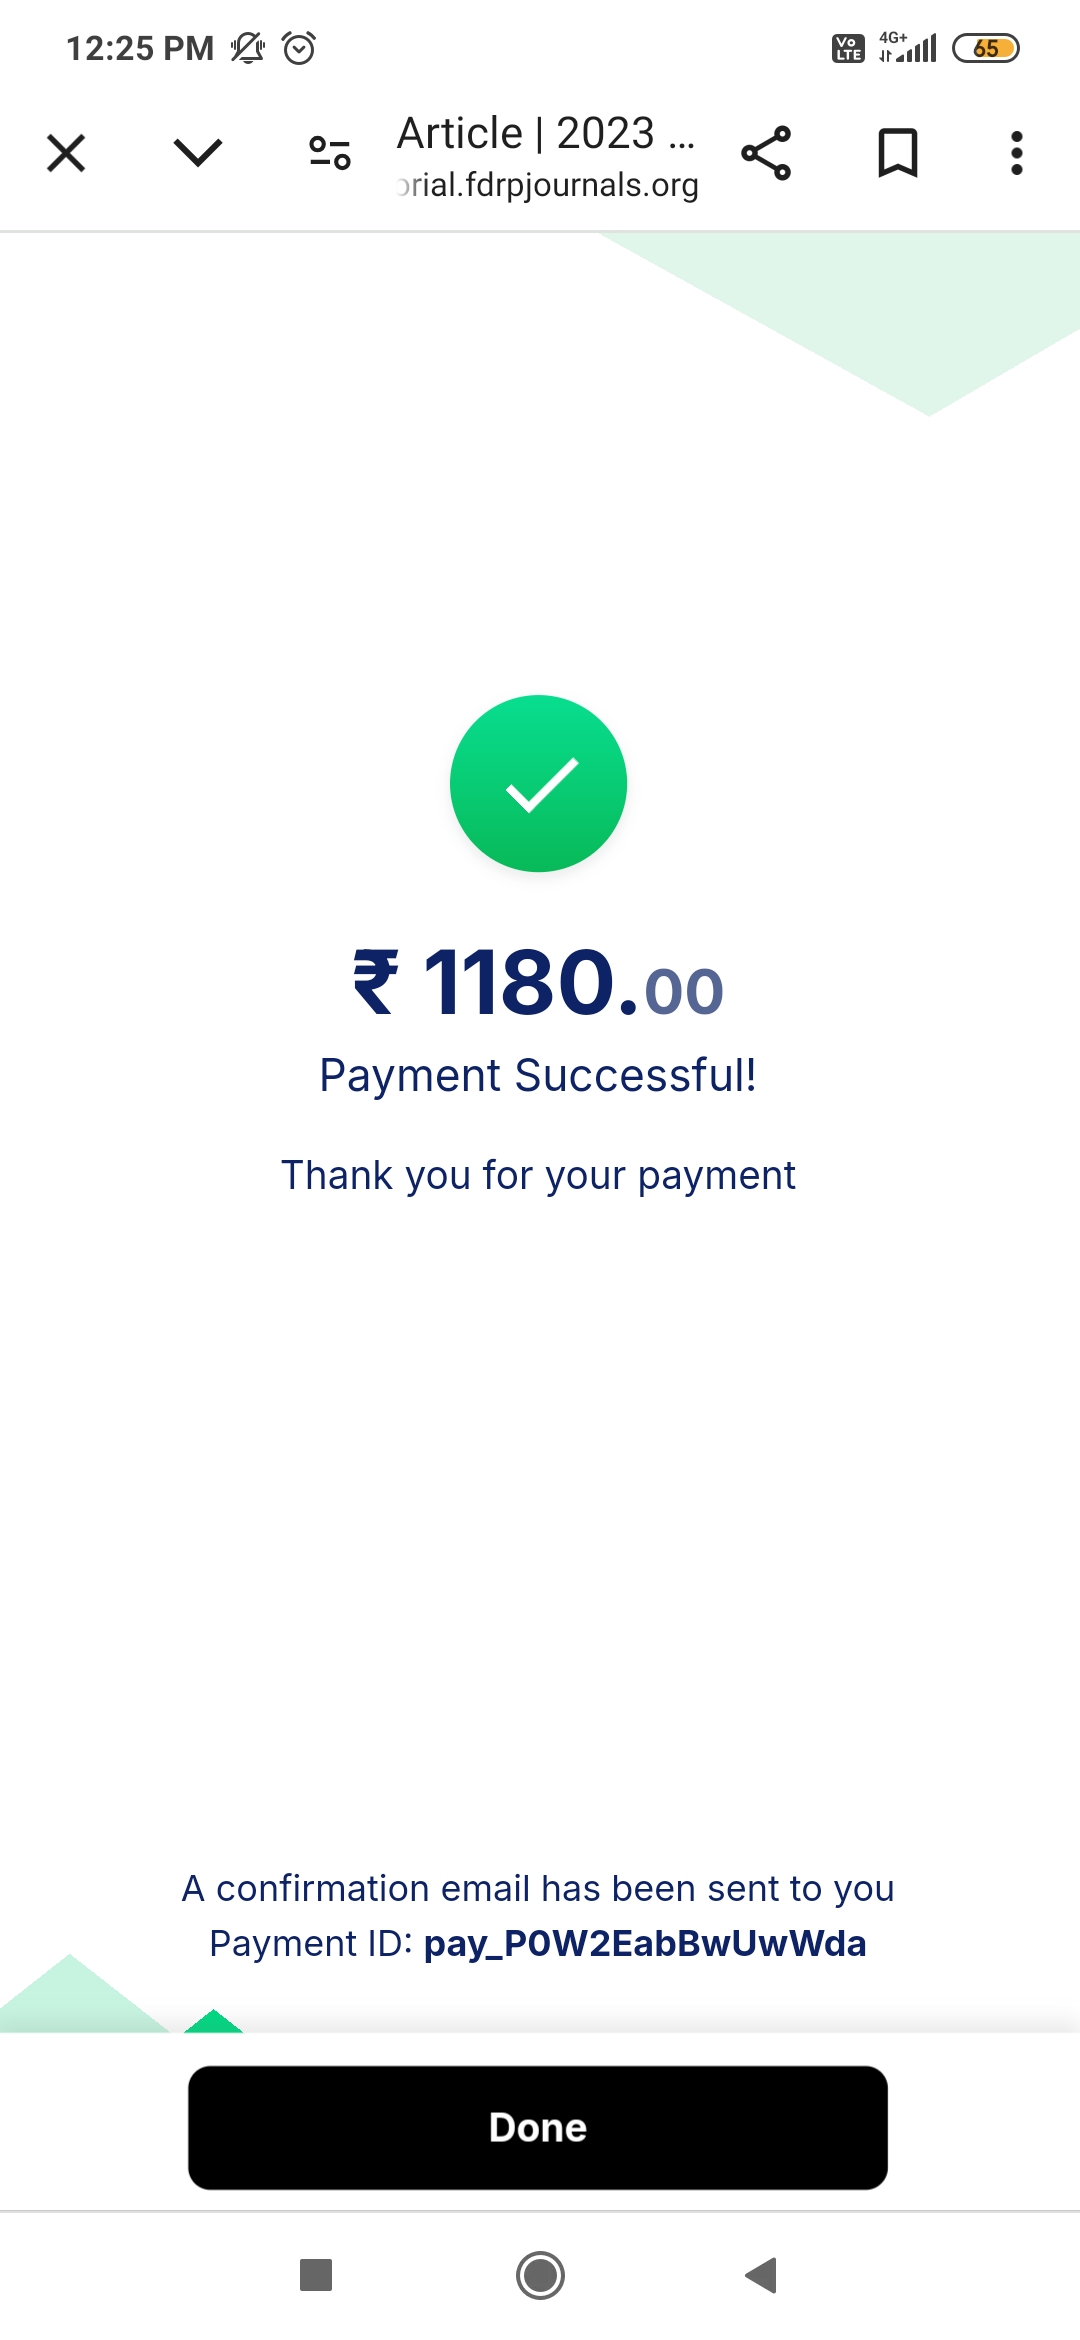 12:25 PM
Vo LTE 4G+ 65
Article | 2023 ...
rial.fdrpjournals.org
₹ 1180.00
Payment Successful!
Thank you for your payment
A confirmation email has been sent to you
Payment ID: pay_P0W2EabBwUwWda
Done